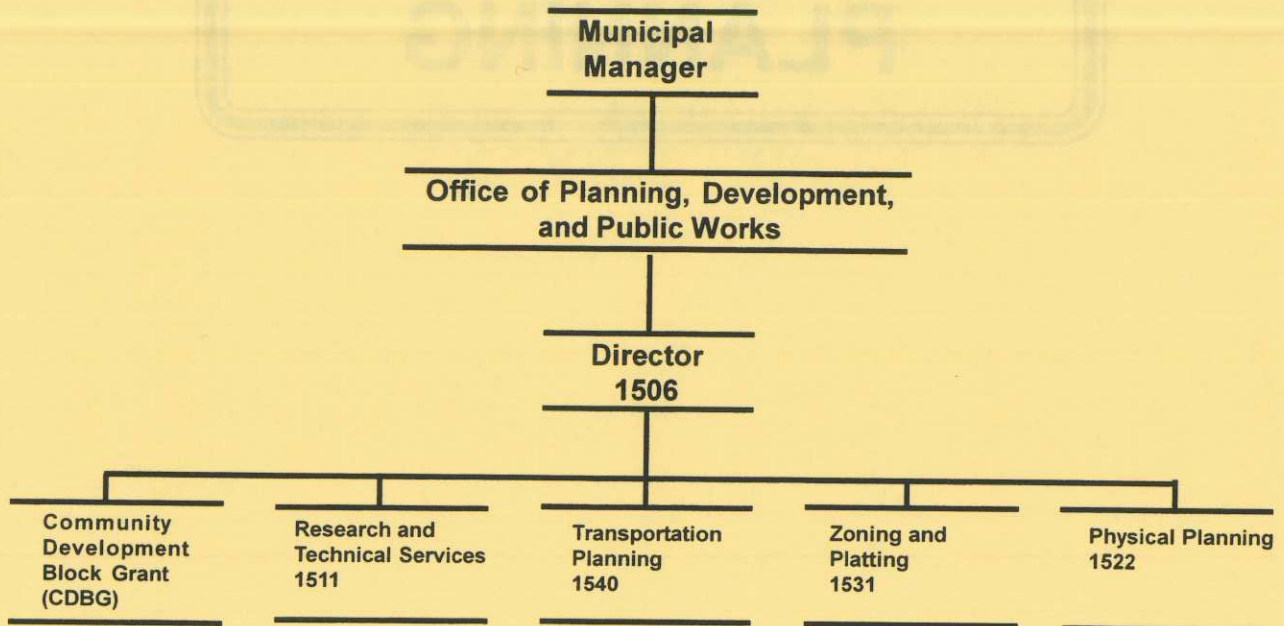 PLANNING
Municipal
Manager
Office of Planning, Development,
and Public Works
Director
1506
Community
Development
Block Grant
(CDBG)
Research and
Technical Services
1511
Transportation
Planning
1540
Zoning and
Platting
1531
Physical Planning
1522